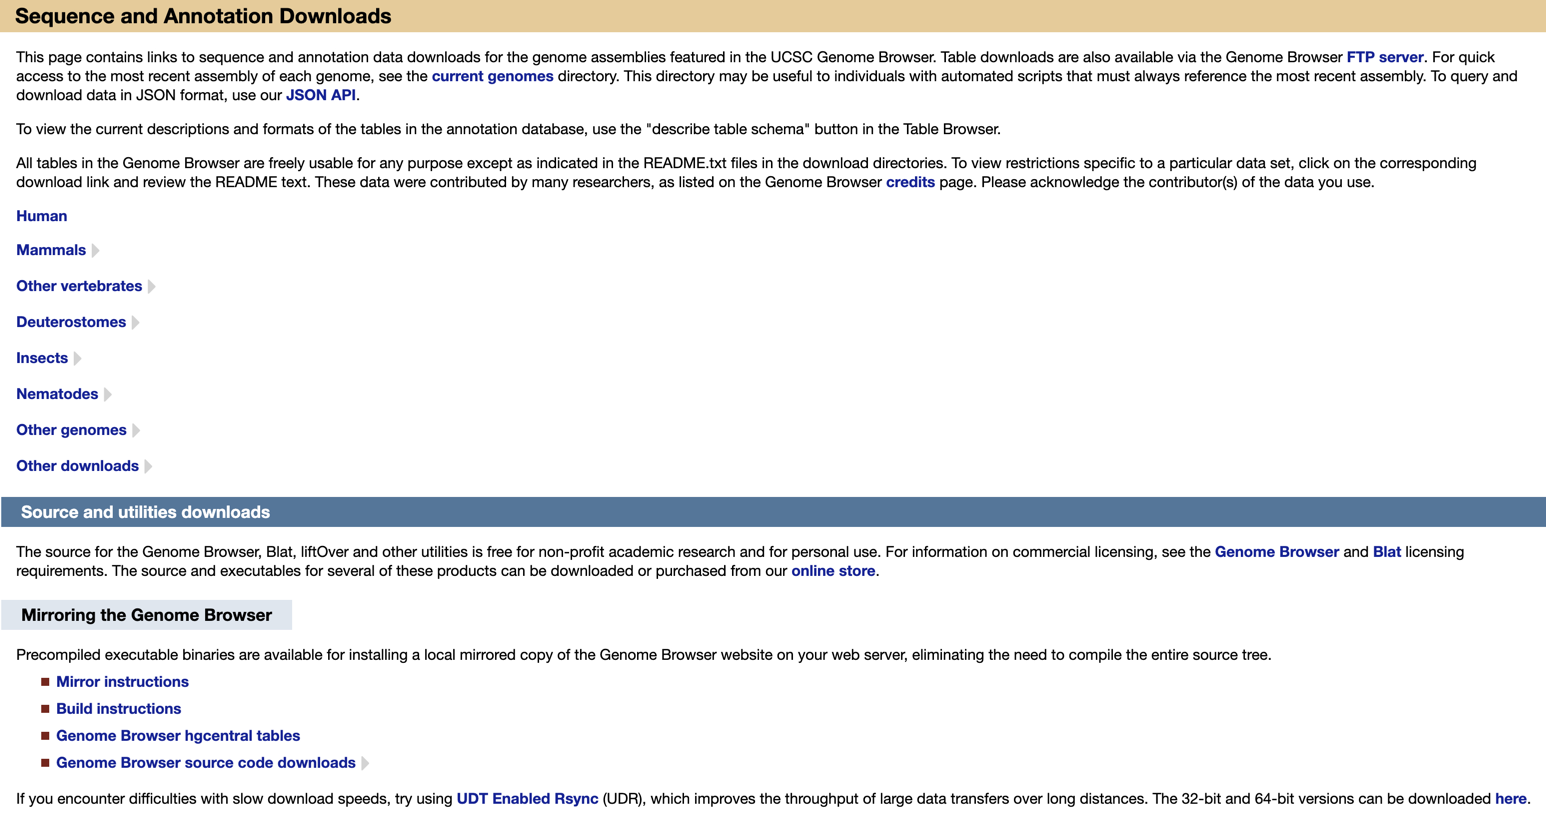 Sequence and Annotation Downloads
This page contains links to sequence and annotation data downloads for the genome assemblies featured in the UCSC Genome Browser. Table downloads are also available via the Genome Browser FTP server. For quick
access to the most recent assembly of each genome, see the current genomes directory. This directory may be useful to individuals with automated scripts that must always reference the most recent assembly. To query and
download data in JSON format, use our JSON API.
To view the current descriptions and formats of the tables in the annotation database, use the "describe table schema" button in the Table Browser.
All tables in the Genome Browser are freely usable for any purpose except as indicated in the README.txt files in the download directories. To view restrictions specific to a particular data set, click on the corresponding
download link and review the README text. These data were contributed by many researchers, as listed on the Genome Browser credits page. Please acknowledge the contributor(s) of the data you use.
Human
Mammals
Other vertebrates
Deuterostomes
Insects
Nematodes
Other genomes
Other downloads
Source and utilities downloads
The source for the Genome Browser, Blat, liftOver and other utilities is free for non-profit academic research and for personal use. For information on commercial licensing, see the Genome Browser and Blat licensing
requirements. The source and executables for several of these products can be downloaded or purchased from our online store.
Mirroring the Genome Browser
Precompiled executable binaries are available for installing a local mirrored copy of the Genome Browser website on your web server, eliminating the need to compile the entire source tree.
Mirror instructions
Build instructions
Genome Browser hgcentral tables
Genome Browser source code downloads
If you encounter difficulties with slow download speeds, try using UDT Enabled Rsync (UDR), which improves the throughput of large data transfers over long distances. The 32-bit and 64-bit versions can be downloaded here.